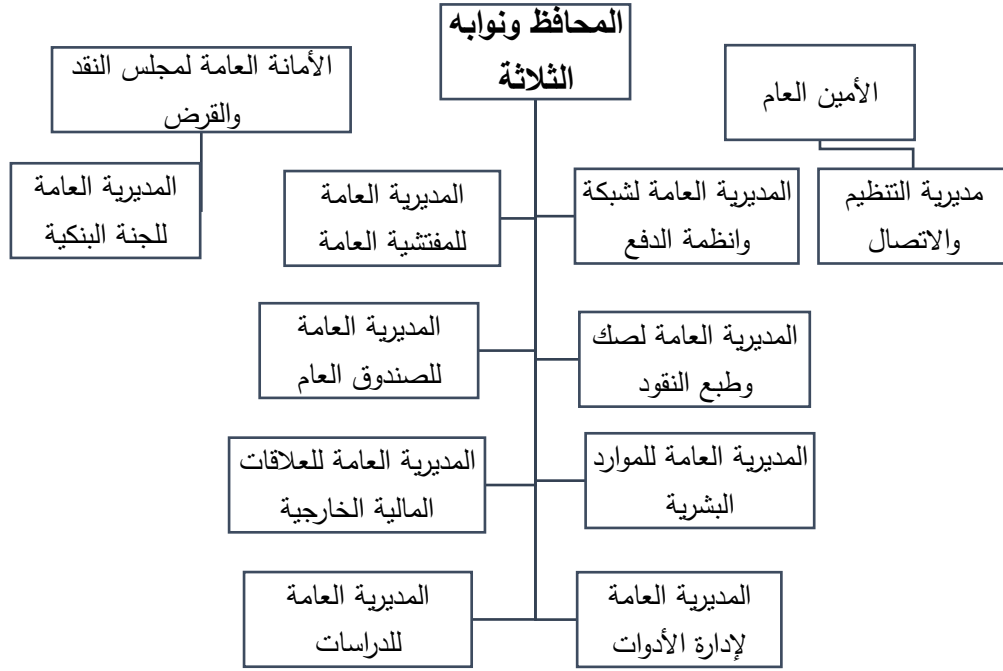 المحافظ ونوابه
الثلاثة
الأمين العام
الأمانة العامة لمجلس النقد
والقرض
مديرية التنظيم
والاتصال
المديرية العامة لشبكة
وانظمة الدفع
المديرية العامة
للمفتشية العامة
المديرية العامة
للجنة البنكية
المديرية العامة لصك
وطبع النقود
المديرية العامة
للصندوق العام
المديرية العامة للموارد
البشرية
المديرية العامة للعلاقات
المالية الخارجية
المديرية العامة
لإدارة الأدوات
المديرية العامة
للدراسات